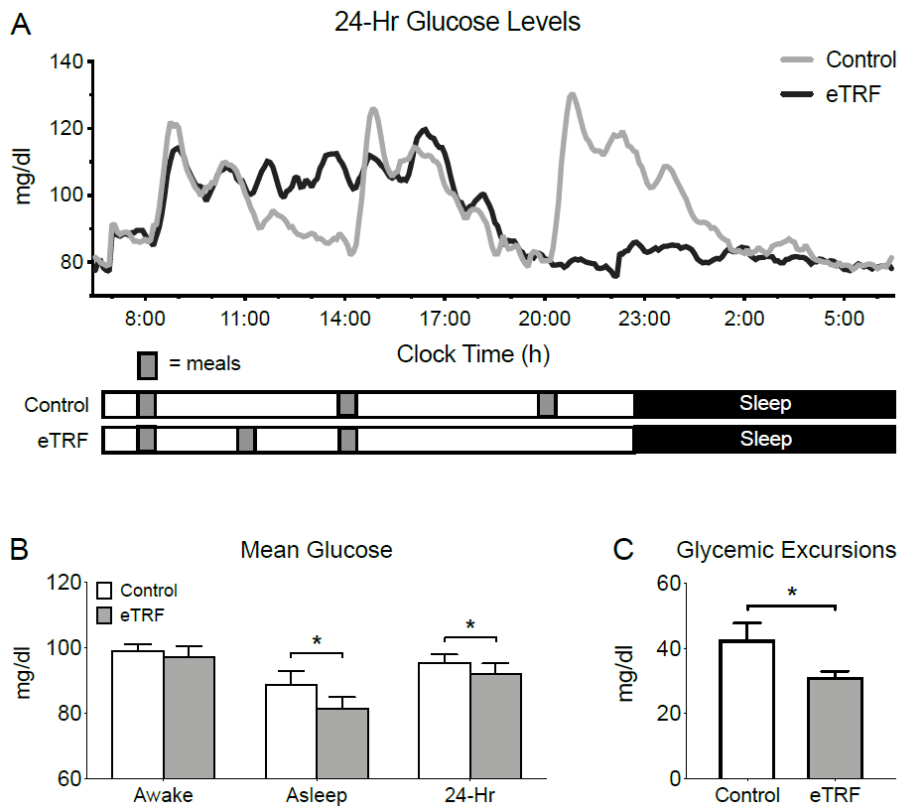 A
24-Hr Glucose Levels
Control
eTRF
mg/dl
140
120
100
80
8:00 11:00 14:00 17:00 20:00 23:00 2:00 5:00
Clock Time (h)
= meals
Control Sleep
eTRF Sleep
B
Mean Glucose
Control
eTRF
mg/dl
120
100
80
60
* *
Awake Asleep 24-Hr
C
Glycemic Excursions
mg/dl
60
40
20
0
*
Control eTRF